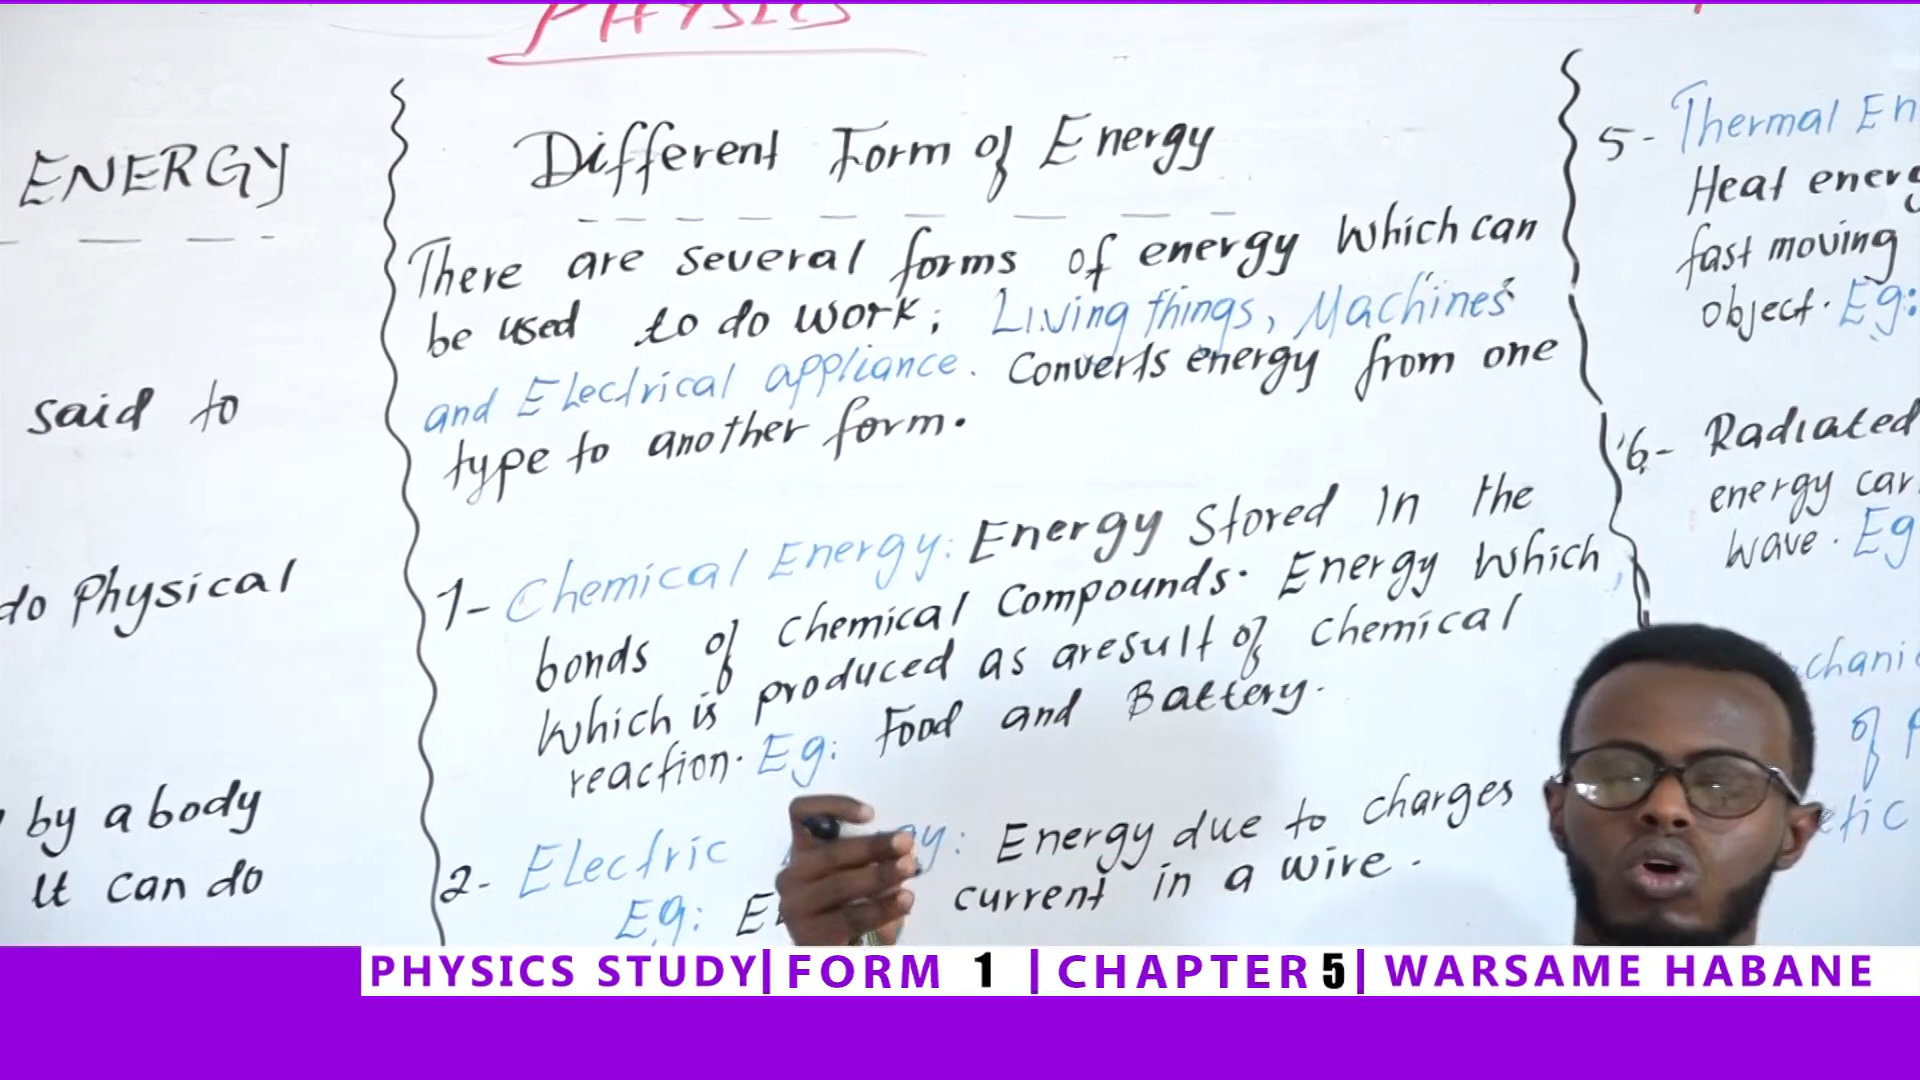 PHYSICS
ENERGY
said to
do Physical
by a body
It can do
Different Form of Energy
There are several forms of energy which can
be used to do work; Living things, Machines
and Electrical appliance. Converts energy from one
type to another form.
1- Chemical Energy: Energy Stored In the
bonds of Chemical Compounds. Energy which
which is produced as aresult of chemical
reaction. Eg: Food and Battery.
2- Electric Energy: Energy due to charges
Eg: current in a wire.
5- Thermal En
Heat energ
fast moving
object. Eg:
6- Radiated
energy car
wave. Eg
chani
of
etic
PHYSICS STUDY| FORM 1 | CHAPTER 5| WARSAME HABANE